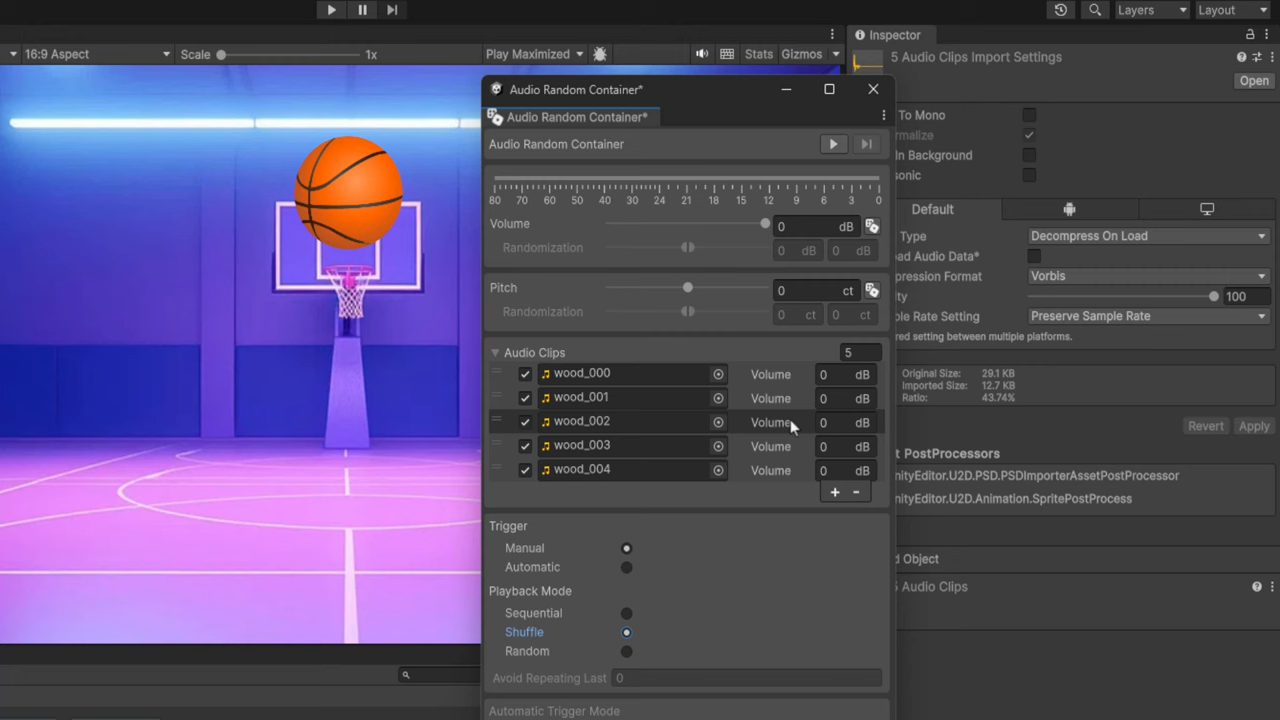 Layers
Layout
16:9 Aspect
Scale
1x
Play Maximized
Stats
Gizmos
Inspector
5 Audio Clips Import Settings
Open
To Mono
rmalize
In Background
sonic
Default
Type
Decompress On Load
oad Audio Data*
pression Format
Vorbis
ity
100
ple Rate Setting
Preserve Sample Rate
red setting between multiple platforms.
Original Size: 29.1 KB
Imported Size: 12.7 KB
Ratio: 43.74%
Revert
Apply
t PostProcessors
nityEditor.U2D.PSD.PSDImporterAssetPostProcessor
nityEditor.U2D.Animation.SpritePostProcess
d Object
5 Audio Clips
Audio Random Container*
Audio Random Container*
Audio Random Container
80 70 60 50 40 30 24 21 18 15 12 9 6 3 0
Volume 0 dB
Randomization 0 dB 0 dB
Pitch 0 ct
Randomization 0 ct 0 ct
Audio Clips 5
wood_000 Volume 0 dB
wood_001 Volume 0 dB
wood_002 Volume 0 dB
wood_003 Volume 0 dB
wood_004 Volume 0 dB
+ -
Trigger
Manual
Automatic
Playback Mode
Sequential
Shuffle
Random
Avoid Repeating Last 0
Automatic Trigger Mode